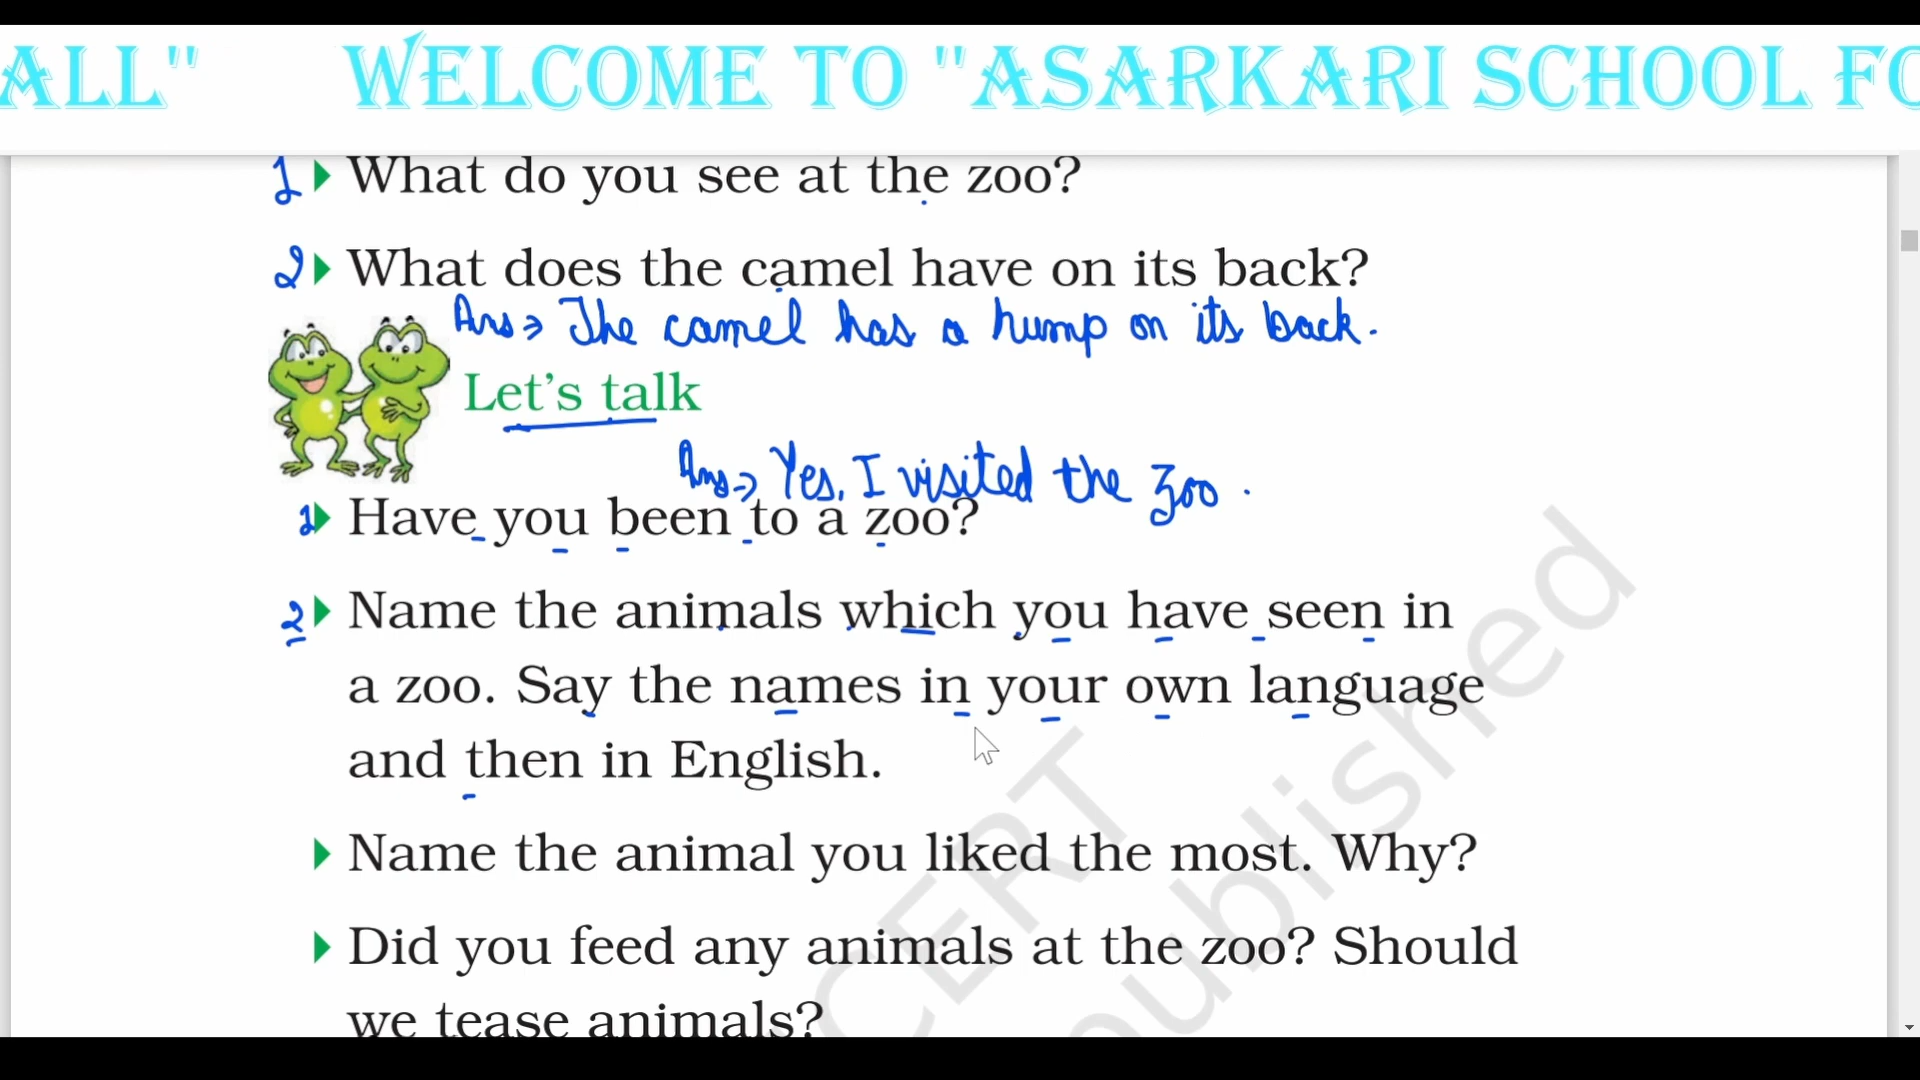 ALL" WELCOME TO "ASARKARI SCHOOL FO
1 What do you see at the zoo?
2 What does the camel have on its back?
Ans → The camel has a hump on its back.
Let's talk
Ans → Yes, I visited the zoo.
1 Have you been to a zoo?
2 Name the animals which you have seen in
a zoo. Say the names in your own language
and then in English.
Name the animal you liked the most. Why?
Did you feed any animals at the zoo? Should
we tease animals?
CERT
published